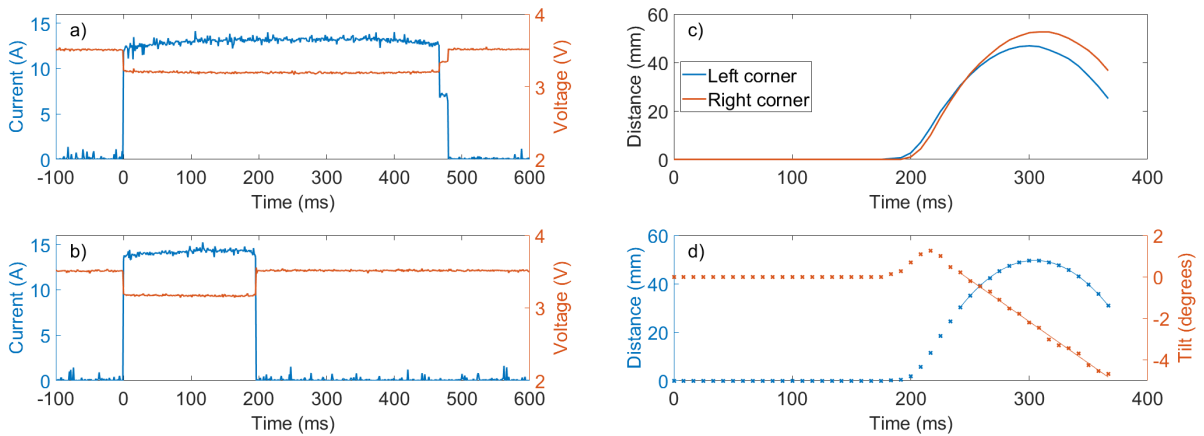 a)
Current (A)
15
10
5
0
Voltage (V)
4
3
2
-100 0 100 200 300 400 500 600
Time (ms)
c)
Distance (mm)
60
40
20
0
Left corner
Right corner
0 100 200 300 400
Time (ms)
b)
Current (A)
15
10
5
0
Voltage (V)
4
3
2
-100 0 100 200 300 400 500 600
Time (ms)
d)
Distance (mm)
60
40
20
0
Tilt (degrees)
2
0
-2
-4
0 100 200 300 400
Time (ms)